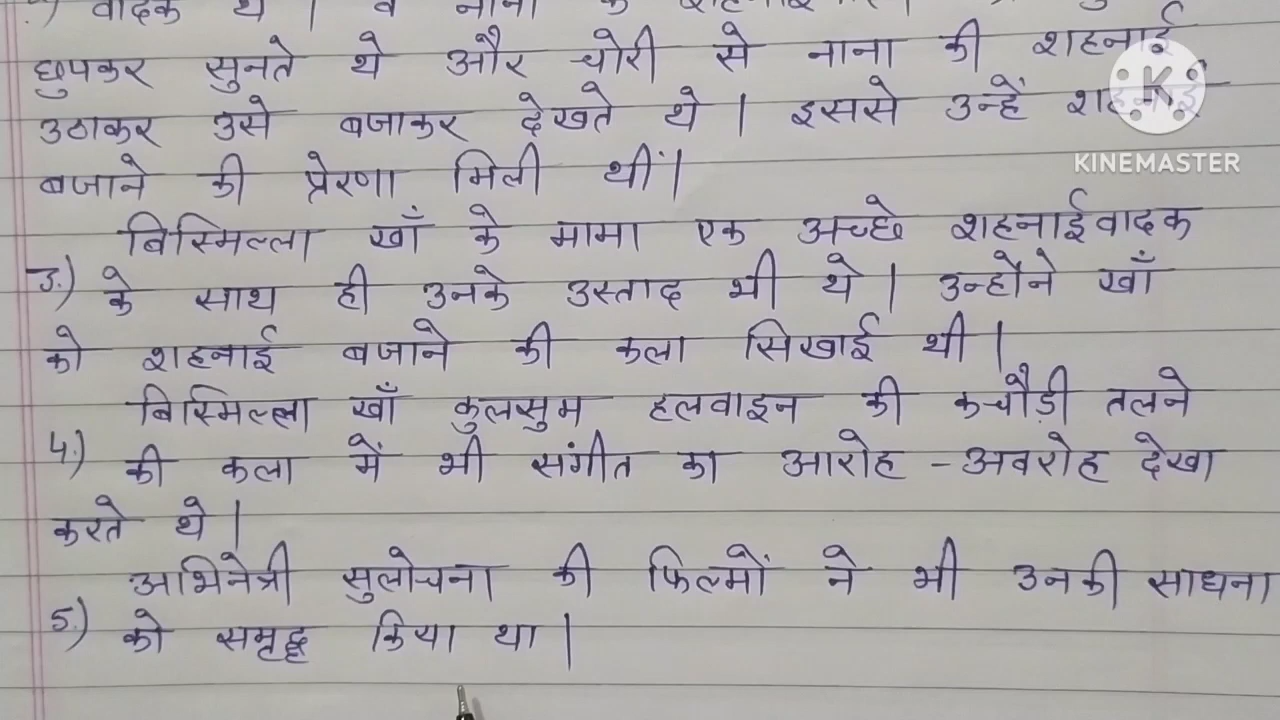 वादक थे । वे नाना
छुपकर सुनते थे और चोरी से नाना की शहनाई
उठाकर उसे बजाकर देखते थे । इससे उन्हें शहनाई
बजाने की प्रेरणा मिली थीं।
KINEMASTER
बिस्मिल्ला खाँ के मामा एक अच्छे शहनाईवादक
3.) के साथ ही उनके उस्ताद भी थे । उन्होंने खाँ
को शहनाई बजाने की कला सिखाई थी ।
बिस्मिल्ला खाँ कुलसुम हलवाइन की कचौड़ी तलने
4.) की कला में भी संगीत का आरोह - अवरोह देखा
करते थे ।
अभिनेत्री सुलोचना की फिल्मों ने भी उनकी साधना
5.) को समृद्ध किया था ।